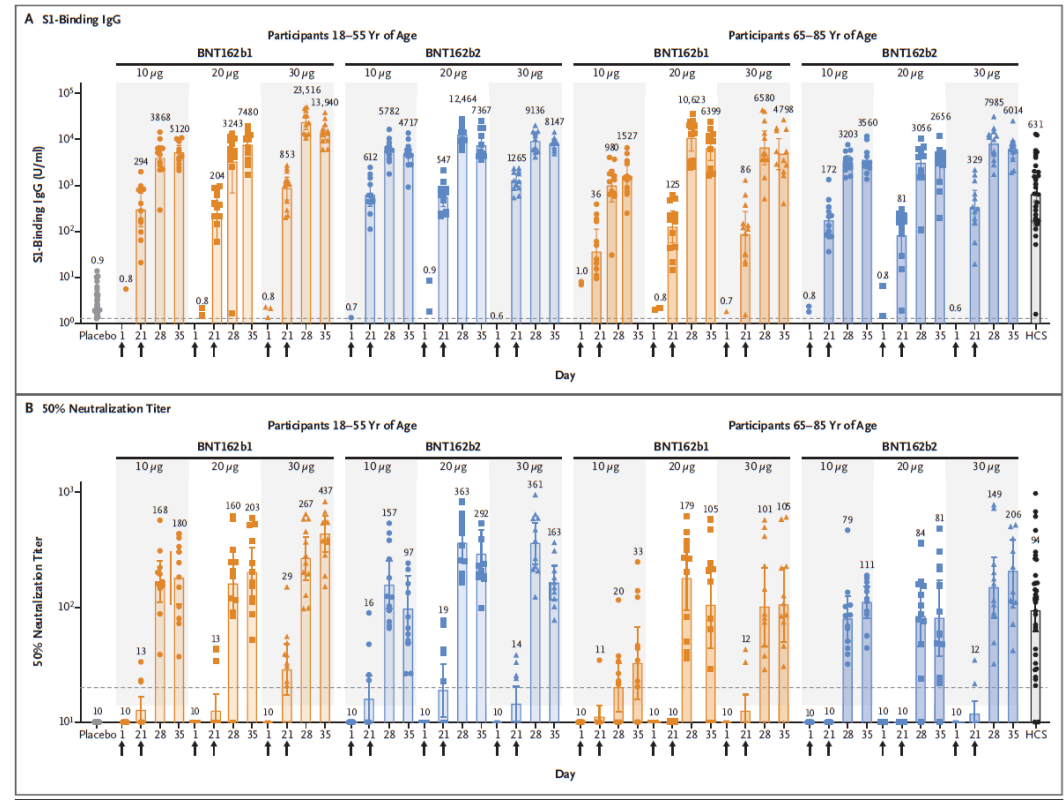 A S1-Binding IgG
Participants 18–55 Yr of Age Participants 65–85 Yr of Age
BNT162b1 BNT162b2 BNT162b1 BNT162b2
10 µg 20 µg 30 µg 10 µg 20 µg 30 µg 10 µg 20 µg 30 µg 10 µg 20 µg 30 µg
S1-Binding IgG (U/ml)
10⁵
10⁴
10³
10²
10¹
10⁰
0.9
0.8 294 3868 5120
0.8 204 3243 7480
0.8 853 23,516 13,940
0.7 612 5782 4717
0.9 547 12,464 7367
0.6 1265 9136 8147
1.0 36 980 1527
0.8 125 10,623 6399
0.7 86 6580 4798
0.8 172 3203 3560
0.8 81 3056 2656
0.6 329 7985 6014
631
Placebo 1 21 28 35 1 21 28 35 1 21 28 35 1 21 28 35 1 21 28 35 1 21 28 35 1 21 28 35 1 21 28 35 1 21 28 35 1 21 28 35 1 21 28 35 1 21 28 35 HCS
Day
B 50% Neutralization Titer
Participants 18–55 Yr of Age Participants 65–85 Yr of Age
BNT162b1 BNT162b2 BNT162b1 BNT162b2
10 µg 20 µg 30 µg 10 µg 20 µg 30 µg 10 µg 20 µg 30 µg 10 µg 20 µg 30 µg
50% Neutralization Titer
10³
10²
10¹
10
10 13 168 180
10 13 160 203
10 29 267 437
10 16 157 97
10 19 363 292
10 14 361 163
10 11 20 33
10 10 179 105
10 12 101 105
10 10 79 111
10 10 84 81
10 12 149 206
94
Placebo 1 21 28 35 1 21 28 35 1 21 28 35 1 21 28 35 1 21 28 35 1 21 28 35 1 21 28 35 1 21 28 35 1 21 28 35 1 21 28 35 1 21 28 35 1 21 28 35 HCS
Day